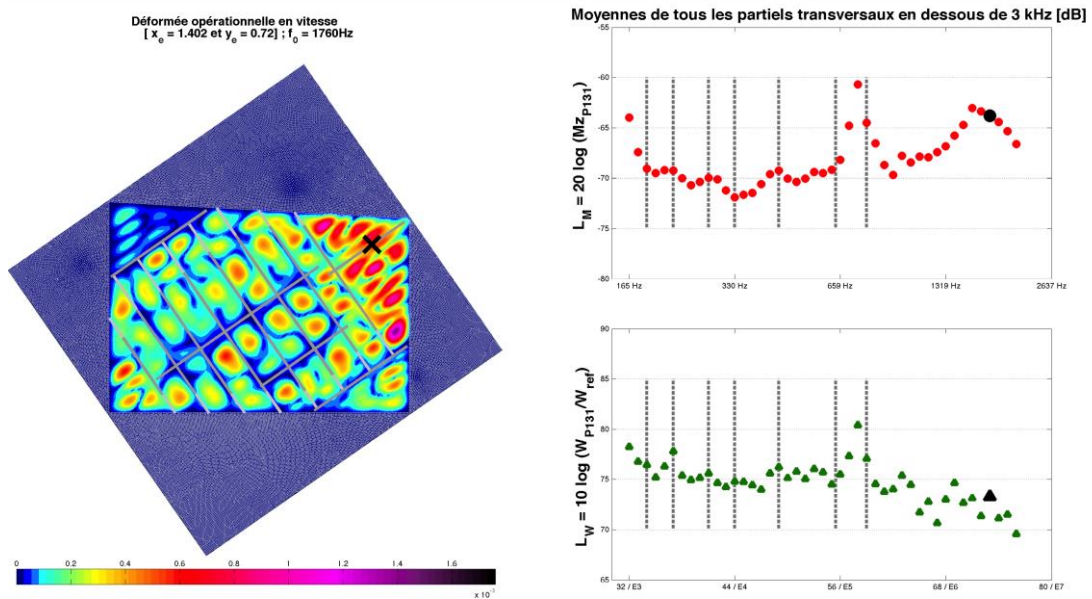 Déformée opérationnelle en vitesse
[ xe = 1.402 et ye = 0.72] ; f0 = 1760Hz
0 0.2 0.4 0.6 0.8 1 1.2 1.4 1.6
x 10
Moyennes de tous les partiels transversaux en dessous de 3 kHz [dB]
LM = 20 log (MzP131)
-55
-60
-65
-70
-75
-80
165 Hz 330 Hz 659 Hz 1319 Hz 2637 Hz
LW = 10 log (WP131/Wref)
90
85
80
75
70
65
32 / E3 44 / E4 56 / E5 68 / E6 80 / E7